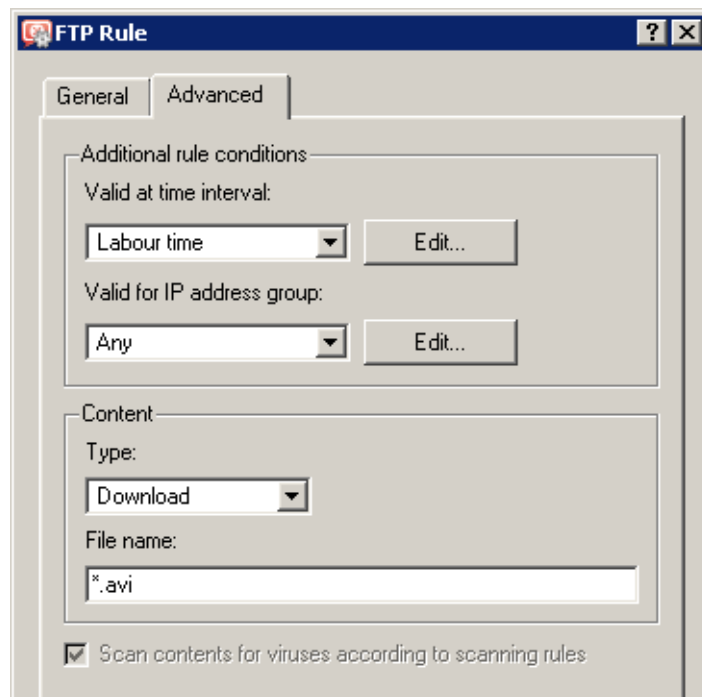 FTP Rule
General Advanced
Additional rule conditions
Valid at time interval:
Labour time Edit...
Valid for IP address group:
Any Edit...
Content
Type:
Download
File name:
*.avi
Scan contents for viruses according to scanning rules